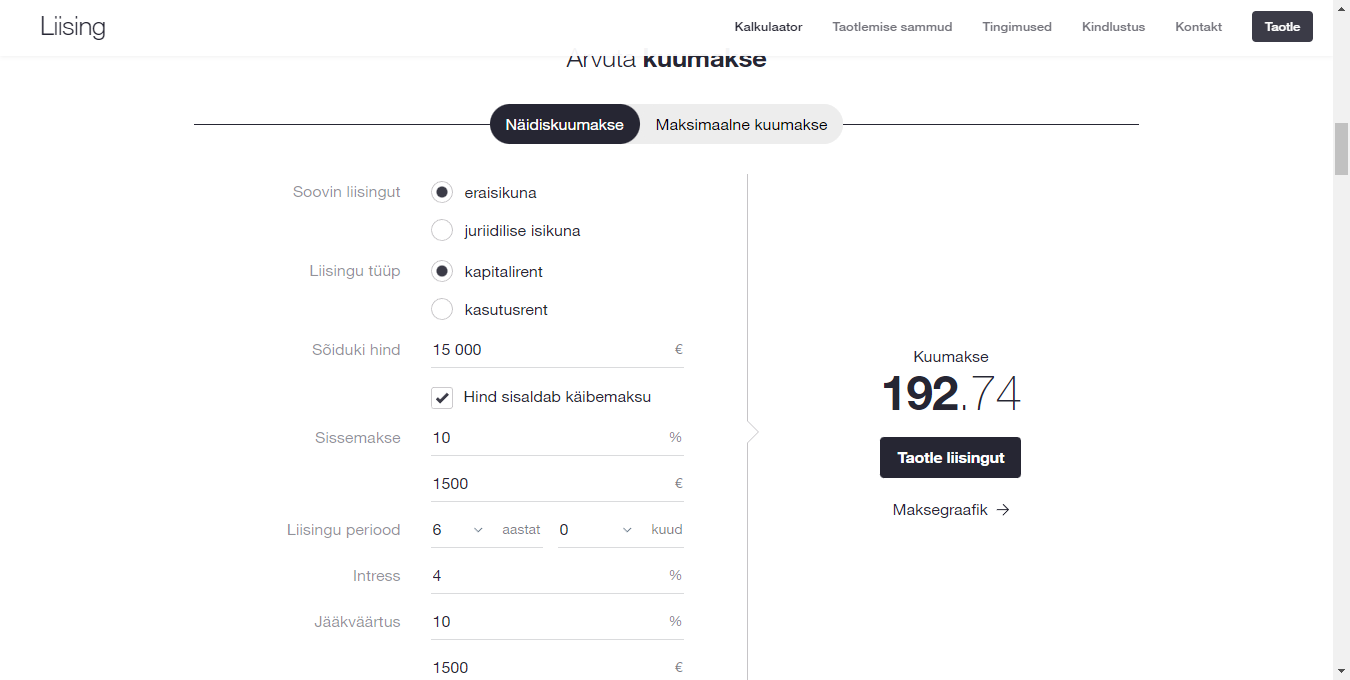 Liising
Kalkulaator Taotlemise sammud Tingimused Kindlustus Kontakt Taotle
Arvuta kuumakse
Näidiskuumakse Maksimaalne kuumakse
Soovin liisingut eraisikuna
juriidilise isikuna
Liisingu tüüp kapitalirent
kasutusrent
Sõiduki hind 15 000 €
Hind sisaldab käibemaksu
Sissemakse 10 %
1500 €
Liisingu periood 6 aastat 0 kuud
Intress 4 %
Jääkväärtus 10 %
1500 €
Kuumakse
192.74
Taotle liisingut
Maksegraafik →